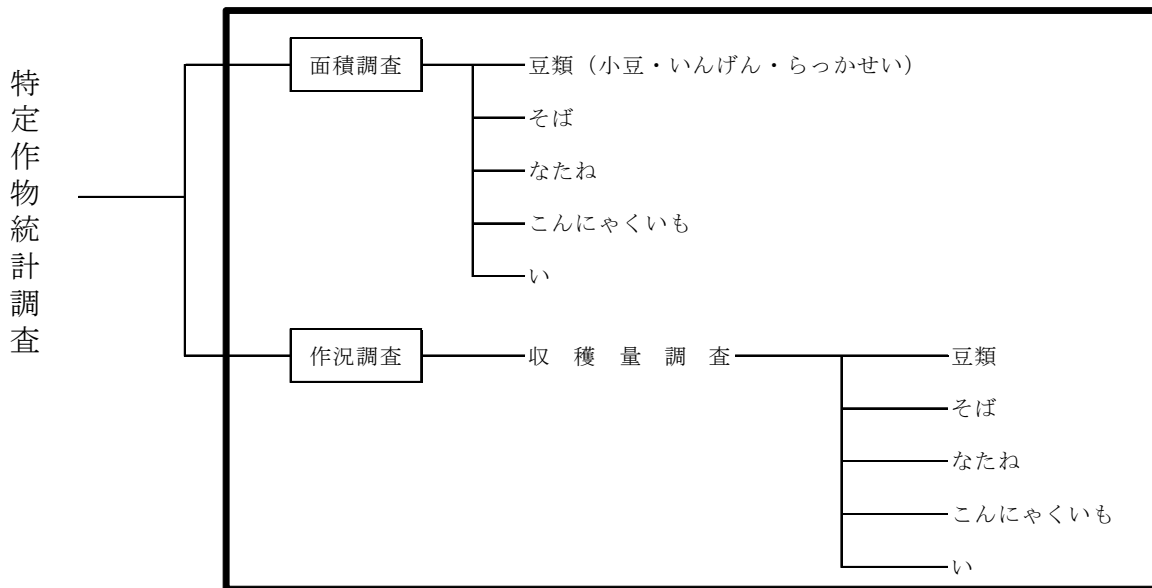 特定作物統計調査
面積調査
豆類（小豆・いんげん・らっかせい）
そば
なたね
こんにゃくいも
い
作況調査
収穫量調査
豆類
そば
なたね
こんにゃくいも
い